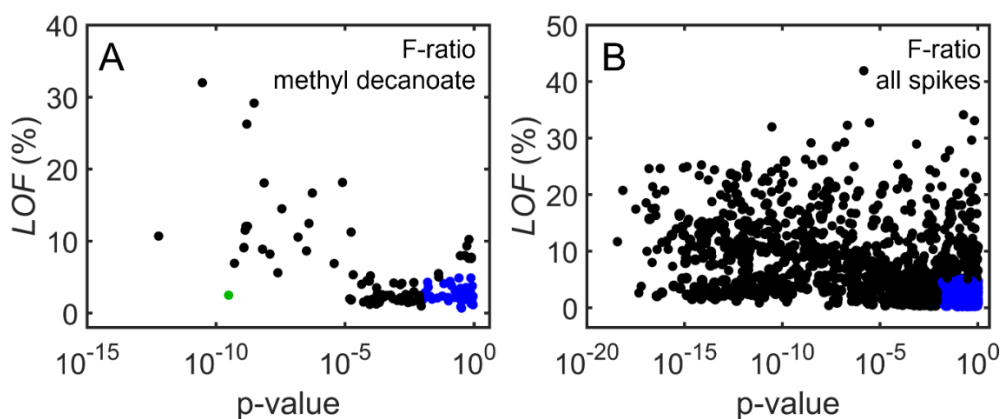 A
F-ratio
methyl decanoate
LOF (%)
40
30
20
10
0
10^-15
10^-10
10^-5
10^0
p-value
B
F-ratio
all spikes
LOF (%)
50
40
30
20
10
0
10^-20
10^-15
10^-10
10^-5
10^0
p-value